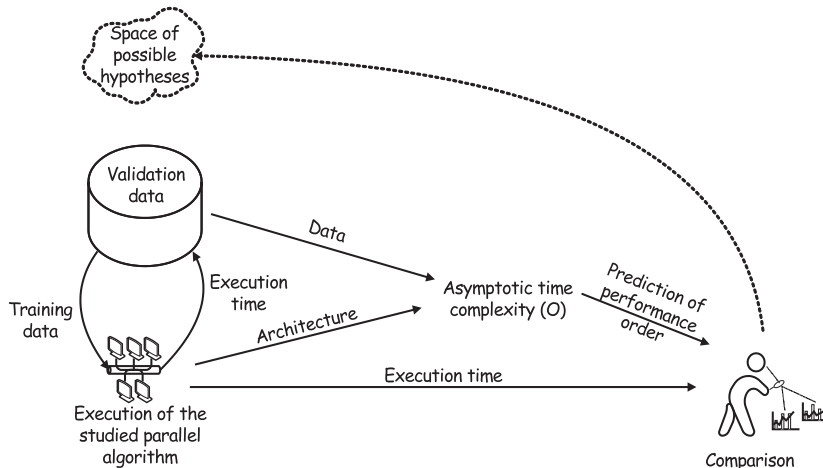 Space of
possible
hypotheses
Validation
data
Data
Execution
time
Training
data
Architecture
Asymptotic time
complexity (O)
Prediction of
performance
order
Execution time
Execution of the
studied parallel
algorithm
Comparison